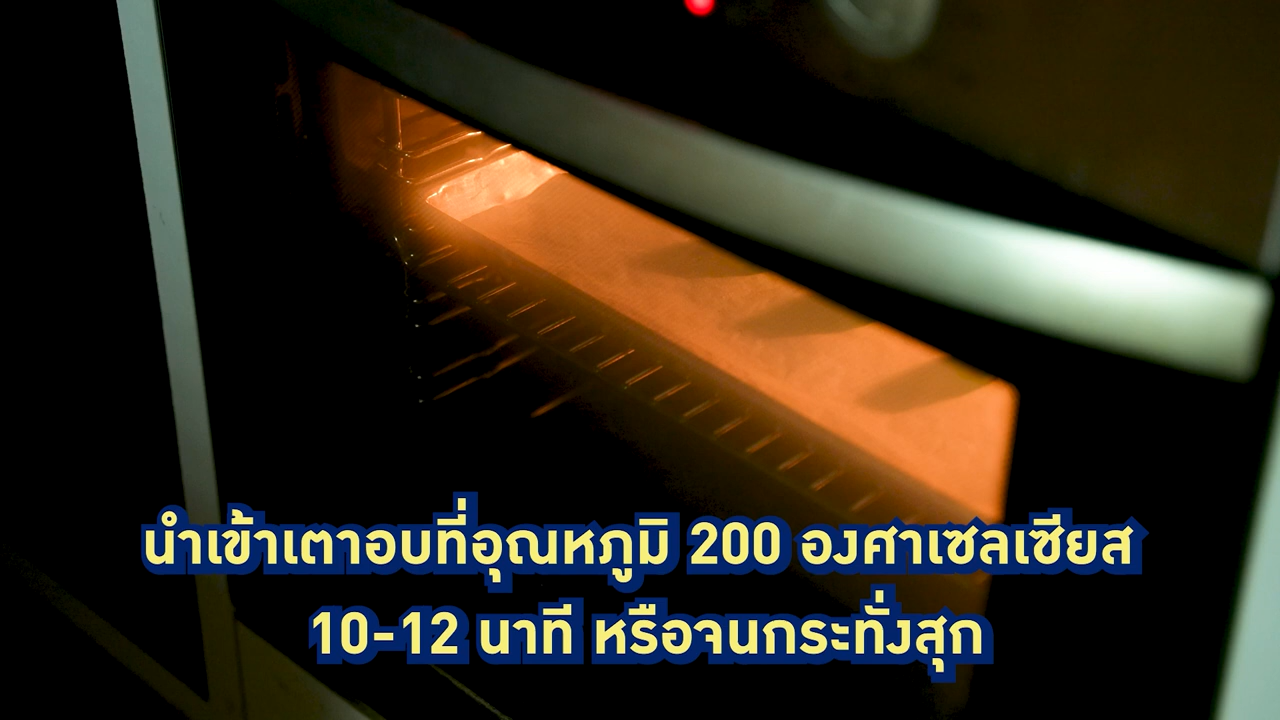 นำเข้าเตาอบที่อุณหภูมิ 200 องศาเซลเซียส
10-12 นาที หรือจนกระทั่งสุก